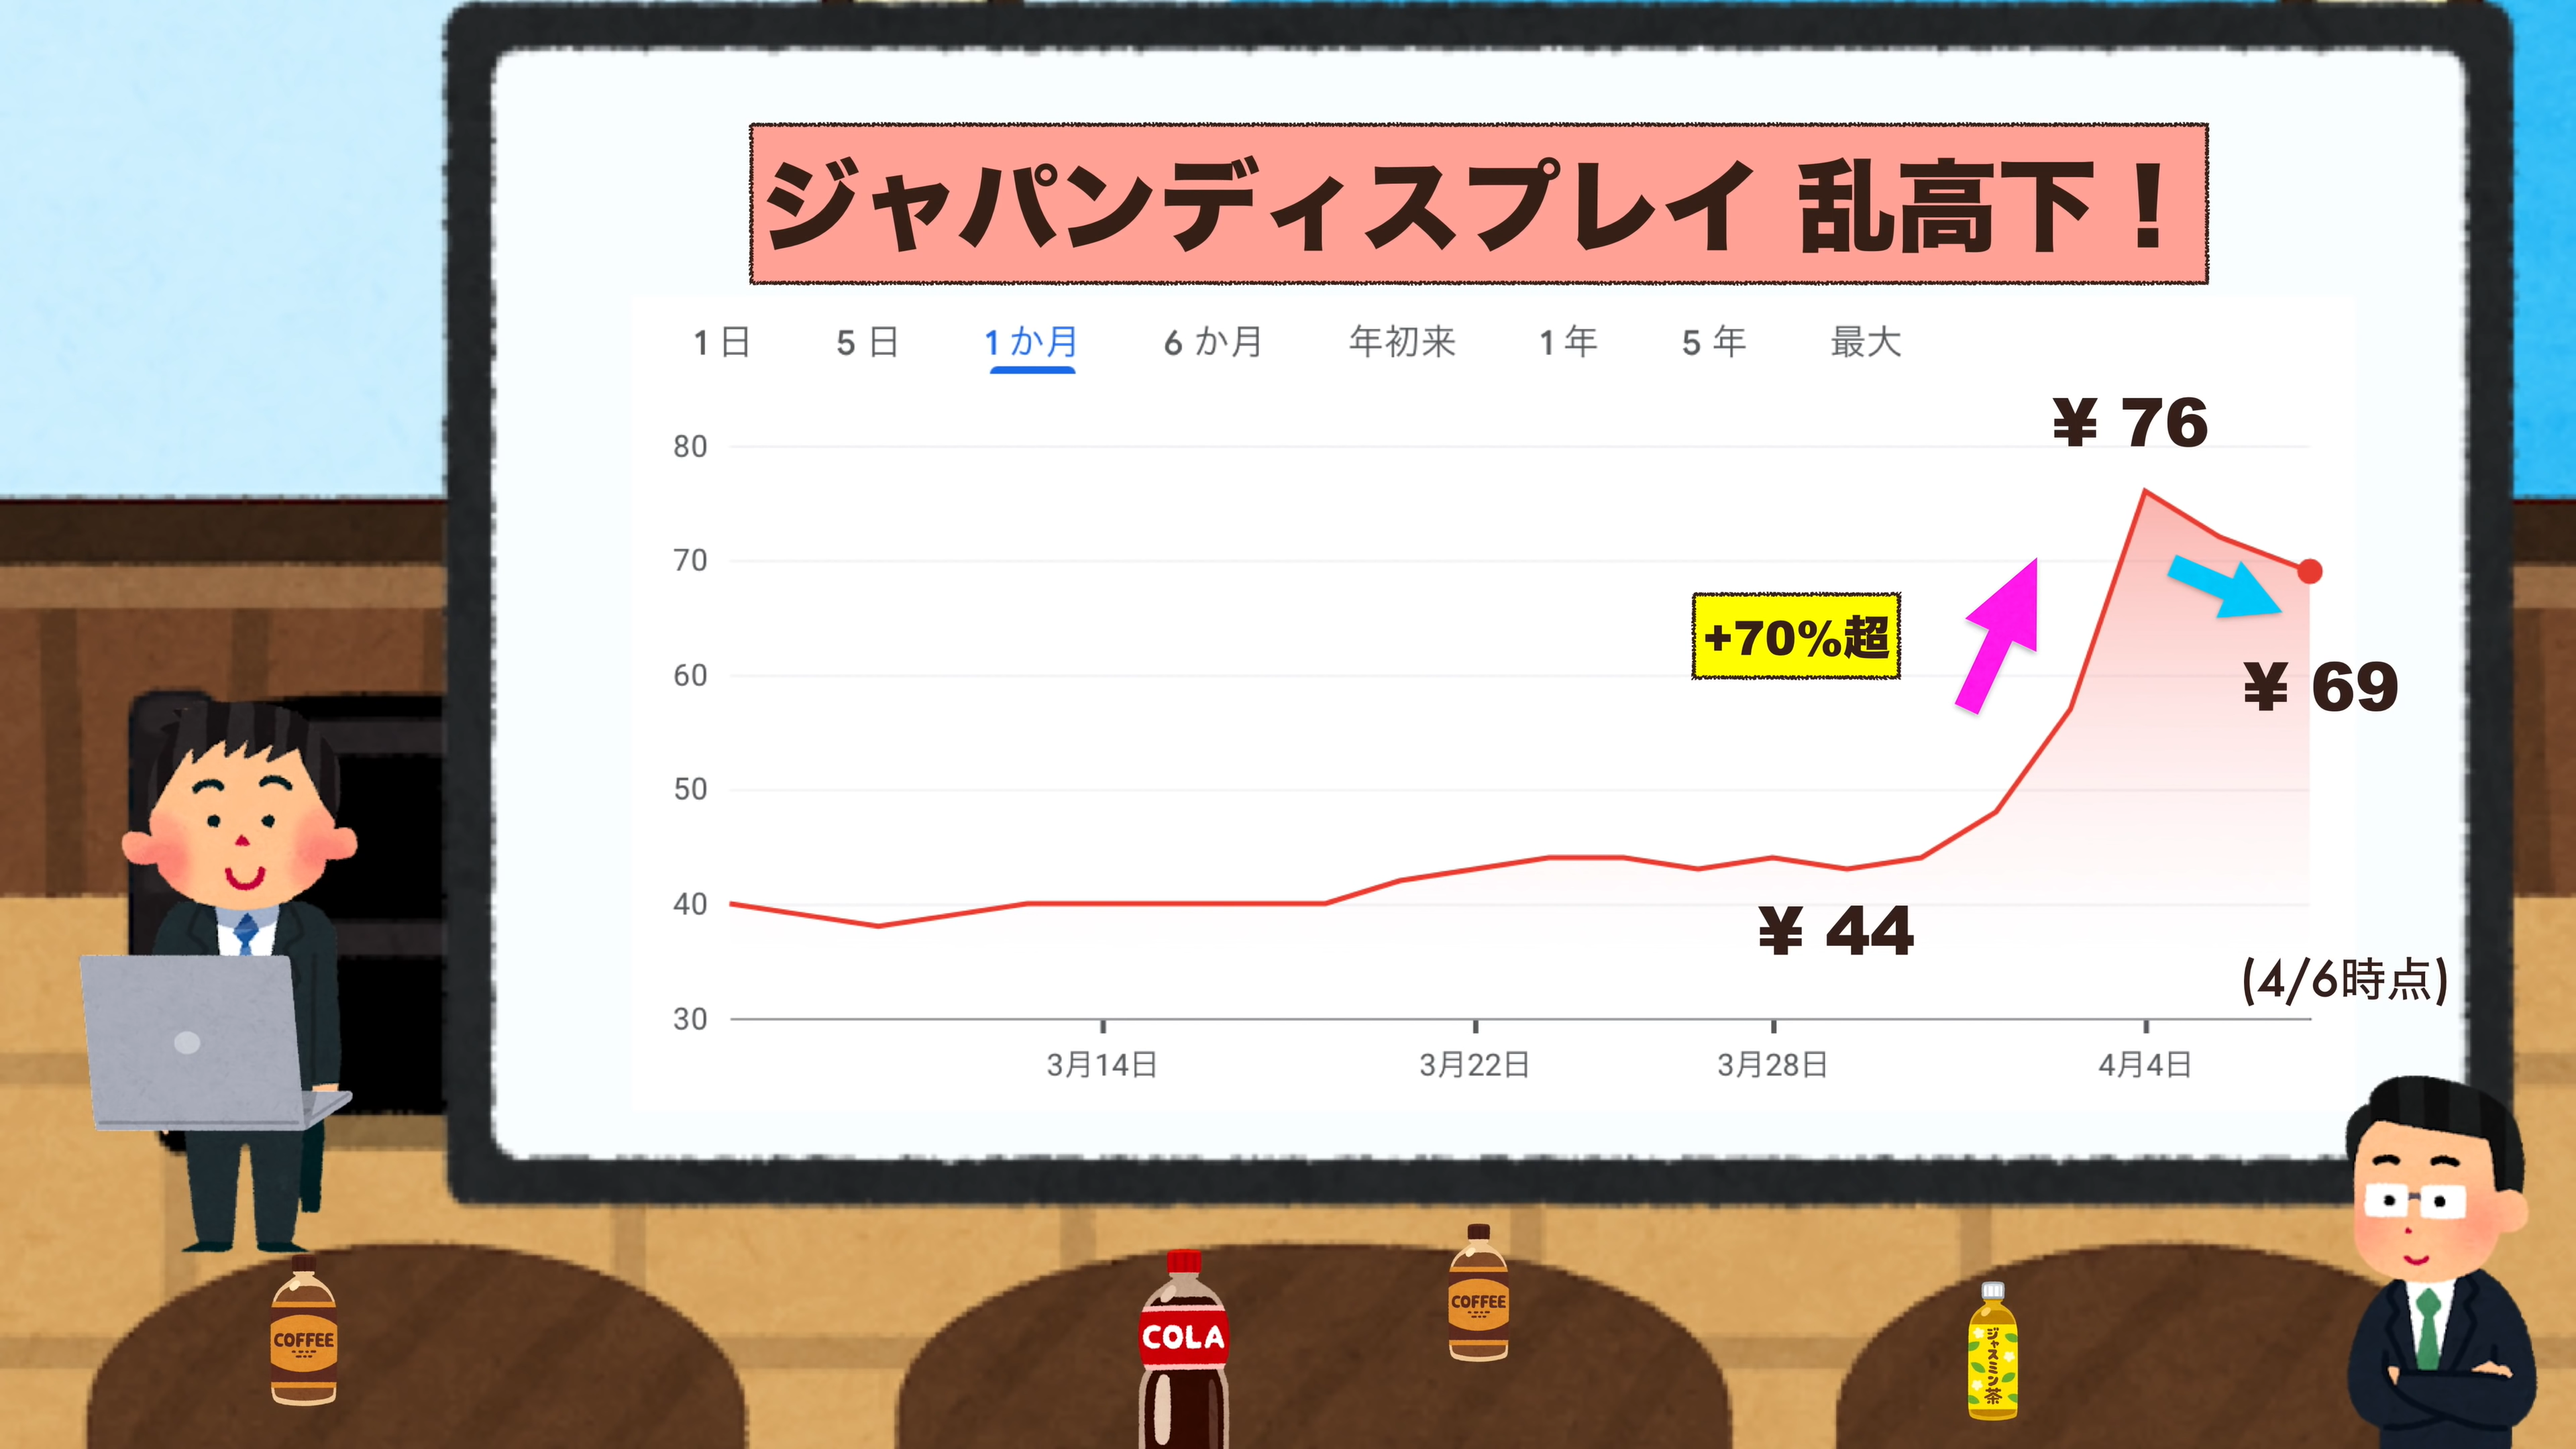 ジャパンディスプレイ 乱高下！
1 日 5 日 1 か月 6 か月 年初来 1 年 5 年 最大
¥ 76
80
70
+70%超
60
¥ 69
50
40
¥ 44
(4/6時点)
30
3月14日 3月22日 3月28日 4月4日
COFFEE
COLA
COFFEE
ジャスミン茶